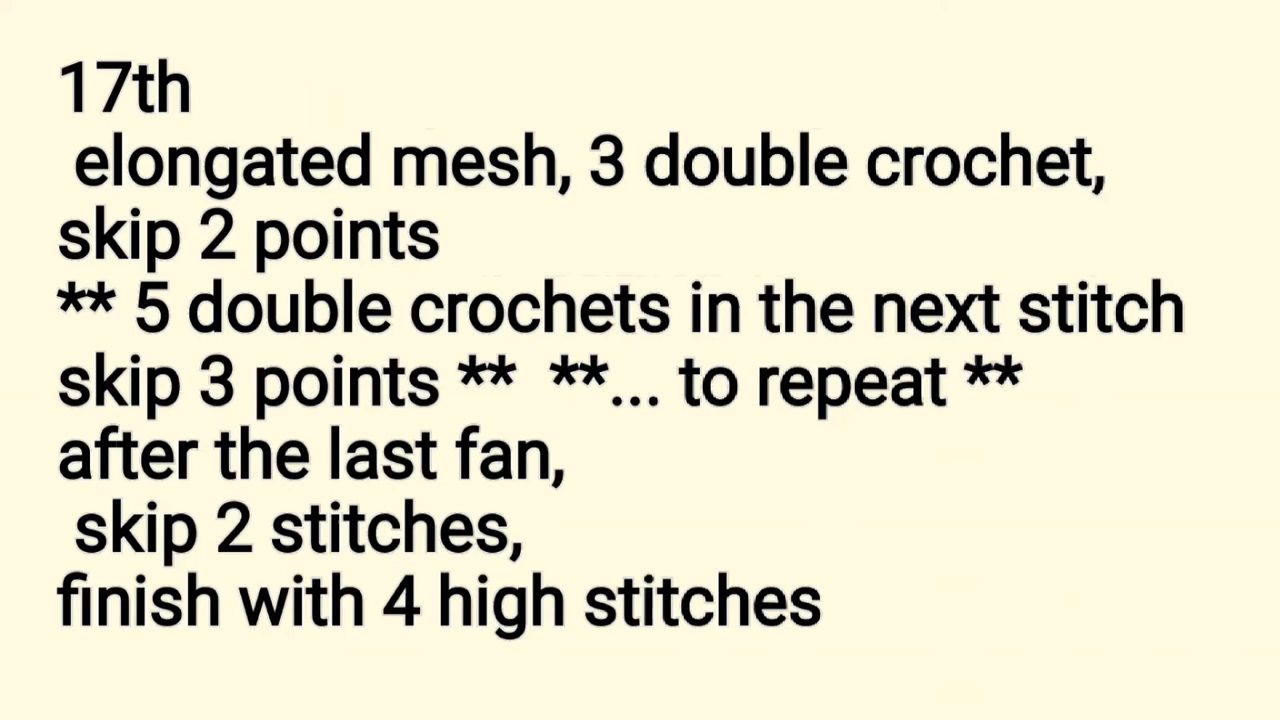 17th
elongated mesh, 3 double crochet,
skip 2 points
** 5 double crochets in the next stitch
skip 3 points ** **... to repeat **
after the last fan,
skip 2 stitches,
finish with 4 high stitches